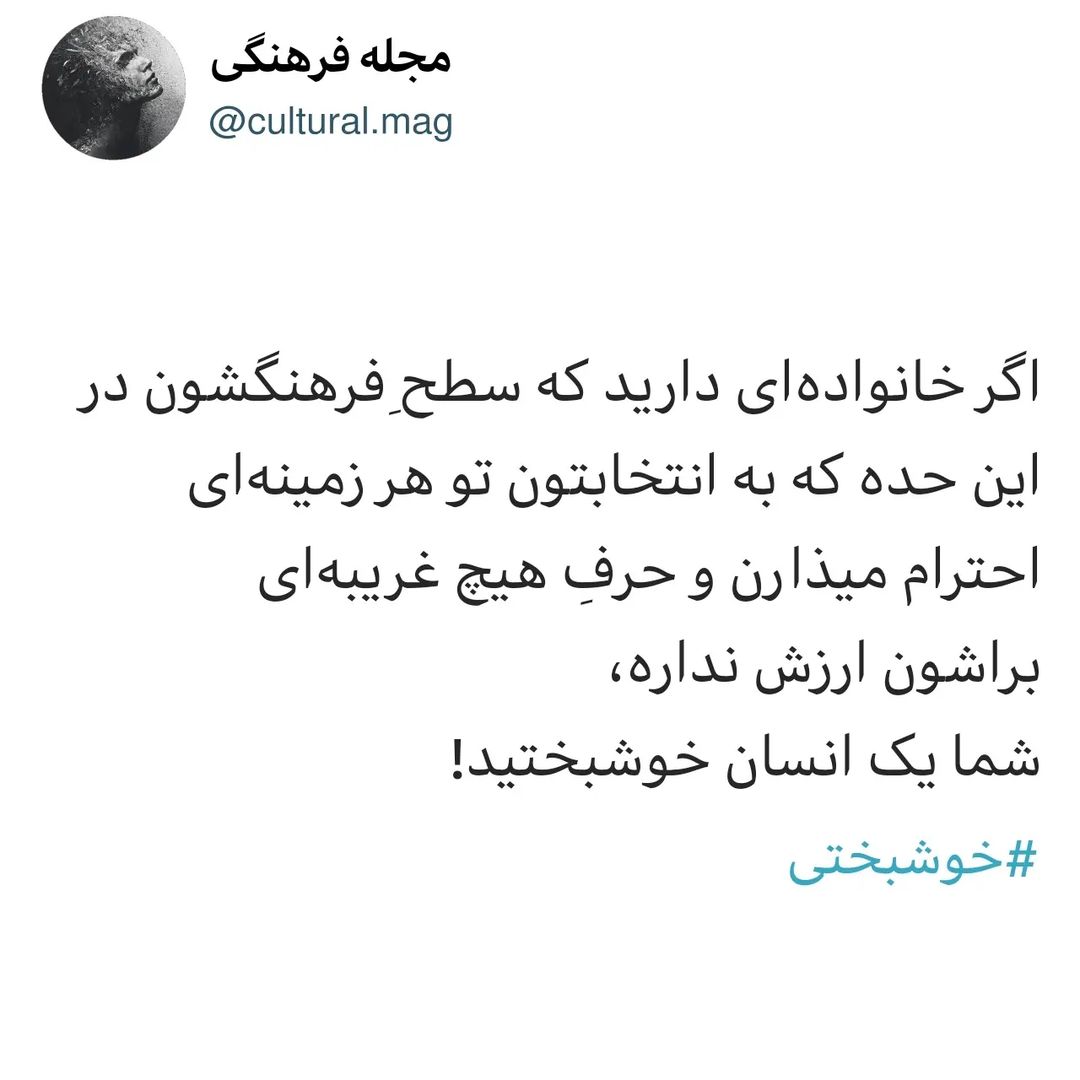 مجله فرهنگی
@cultural.mag
اگر خانواده‌ای دارید که سطح ِفرهنگشون در
این حده که به انتخابتون تو هر زمینه‌ای
احترام میذارن و حرفِ هیچ غریبه‌ای
براشون ارزش نداره،
شما یک انسان خوشبختید!
#خوشبختی